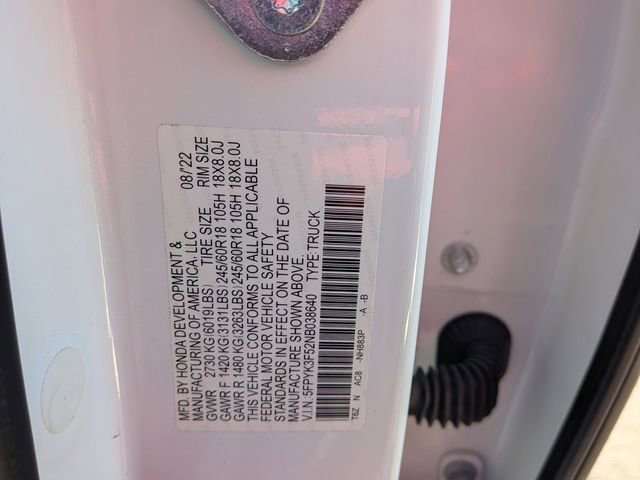 MFD. BY HONDA DEVELOPMENT & 08/'22
MANUFACTURING OF AMERICA, LLC
GVWR 2730 KG(6019LBS) TIRE SIZE RIM SIZE
GAWR F 1420 KG(3131LBS) 245/60R18 105H 18X8.0J
GAWR R 1480 KG(3263LBS) 245/60R18 105H 18X8.0J
THIS VEHICLE CONFORMS TO ALL APPLICABLE
FEDERAL MOTOR VEHICLE SAFETY
STANDARDS IN EFFECT ON THE DATE OF
MANUFACTURE SHOWN ABOVE.
V.I.N.:5FPYK3F52NB038640 TYPE:TRUCK
T6Z N AC8 -NH883P -A -B